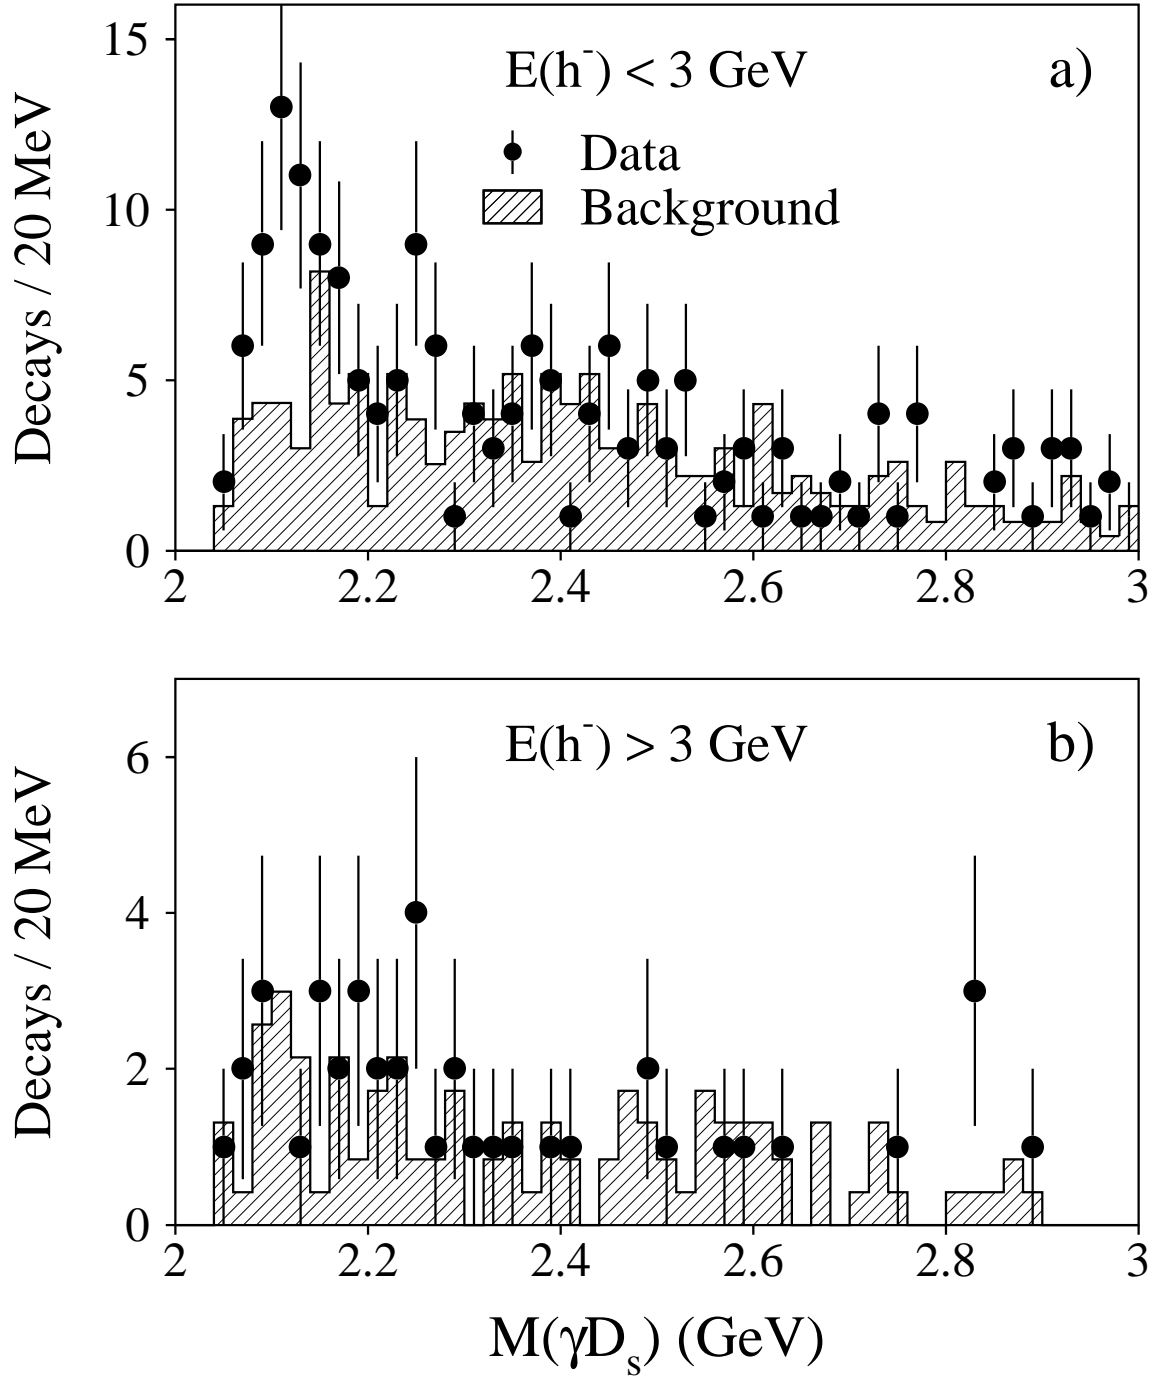 Decays / 20 MeV
15
10
5
0
E(h⁻) < 3 GeV
a)
Data
Background
2
2.2
2.4
2.6
2.8
3
Decays / 20 MeV
6
4
2
0
E(h⁻) > 3 GeV
b)
2
2.2
2.4
2.6
2.8
3
M(γDₛ) (GeV)